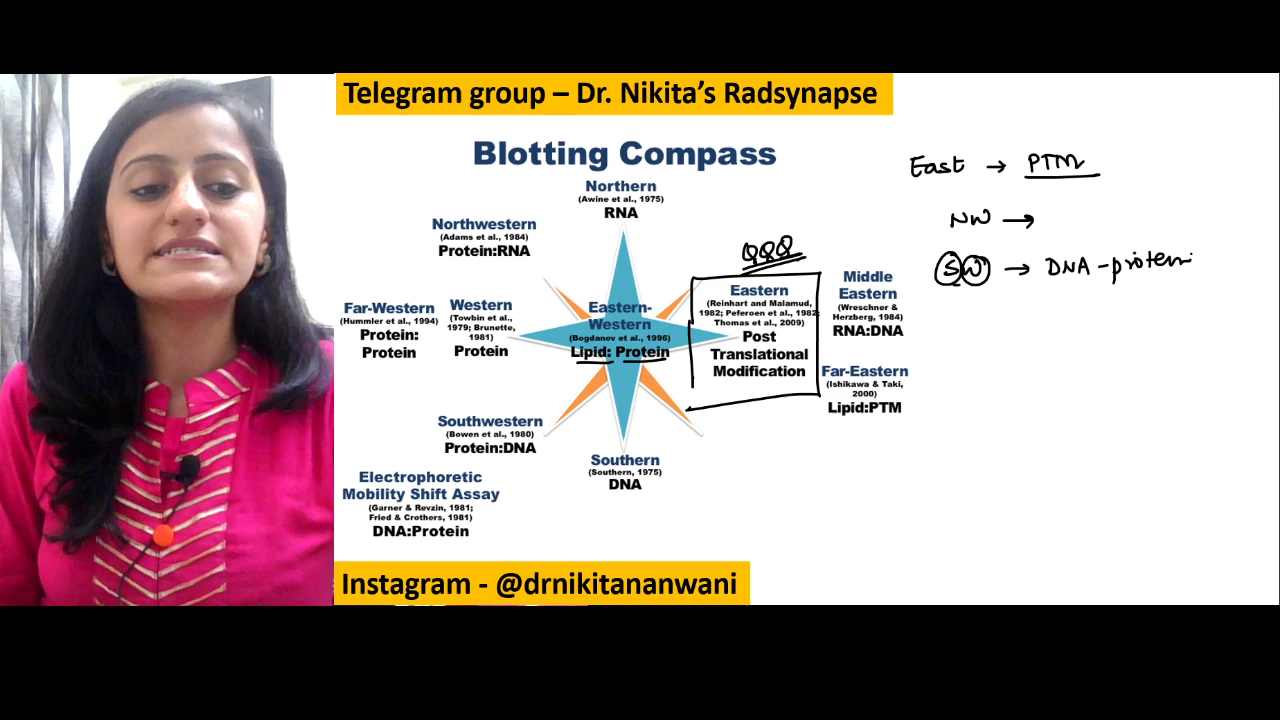 Telegram group – Dr. Nikita's Radsynapse
Blotting Compass
Northern
(Awine et al., 1975)
RNA
Northwestern
(Adams et al., 1984)
Protein:RNA
Far-Western
(Hummler et al., 1994)
Protein:
Protein
Western
(Towbin et al.,
1979; Brunette,
1981)
Protein
Eastern-
Western
(Bogdanov et al., 1996)
Lipid: Protein
QQQ
Eastern
(Reinhart and Malamud,
1982; Peferoen et al., 1982;
Thomas et al., 2009)
Post
Translational
Modification
Middle
Eastern
(Wreschner &
Herzberg, 1984)
RNA:DNA
Far-Eastern
(Ishikawa & Taki,
2000)
Lipid:PTM
Southwestern
(Bowen et al., 1980)
Protein:DNA
Southern
(Southern, 1975)
DNA
Electrophoretic
Mobility Shift Assay
(Garner & Revzin, 1981;
Fried & Crothers, 1981)
DNA:Protein
East → PTM
NW →
SW → DNA-protein
Instagram - @drnikitananwani